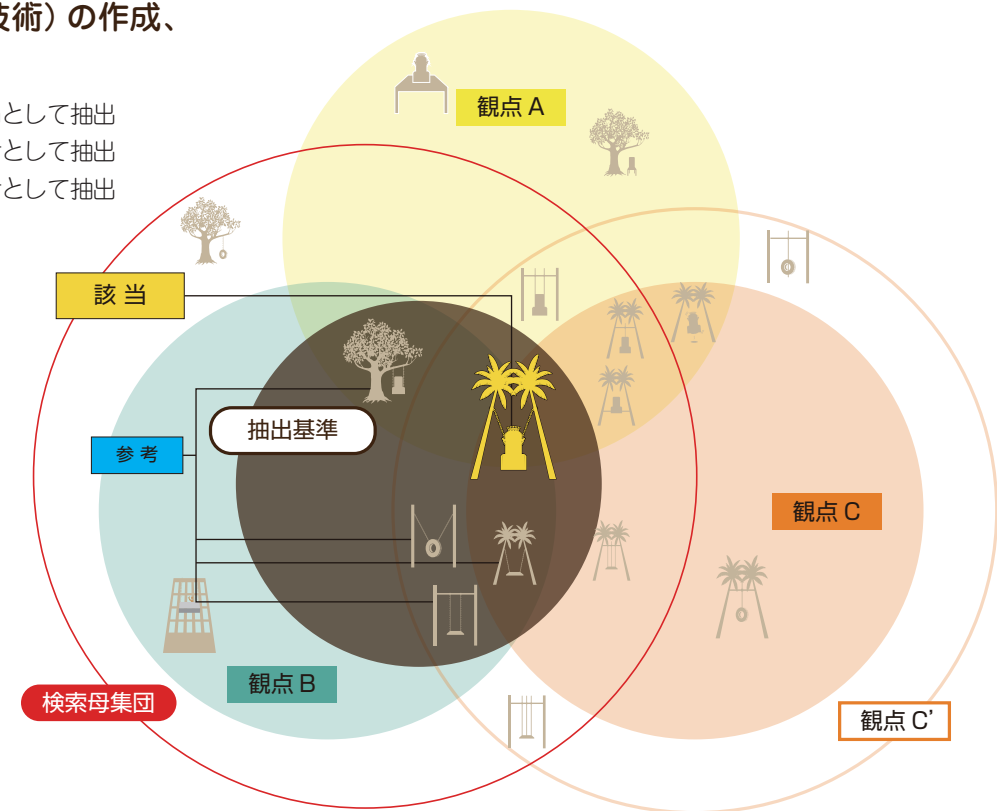 技術）の作成、
として抽出
として抽出
として抽出
観点 A
該 当
抽出基準
参 考
観点 C
観点 B
検索母集団
観点 C’